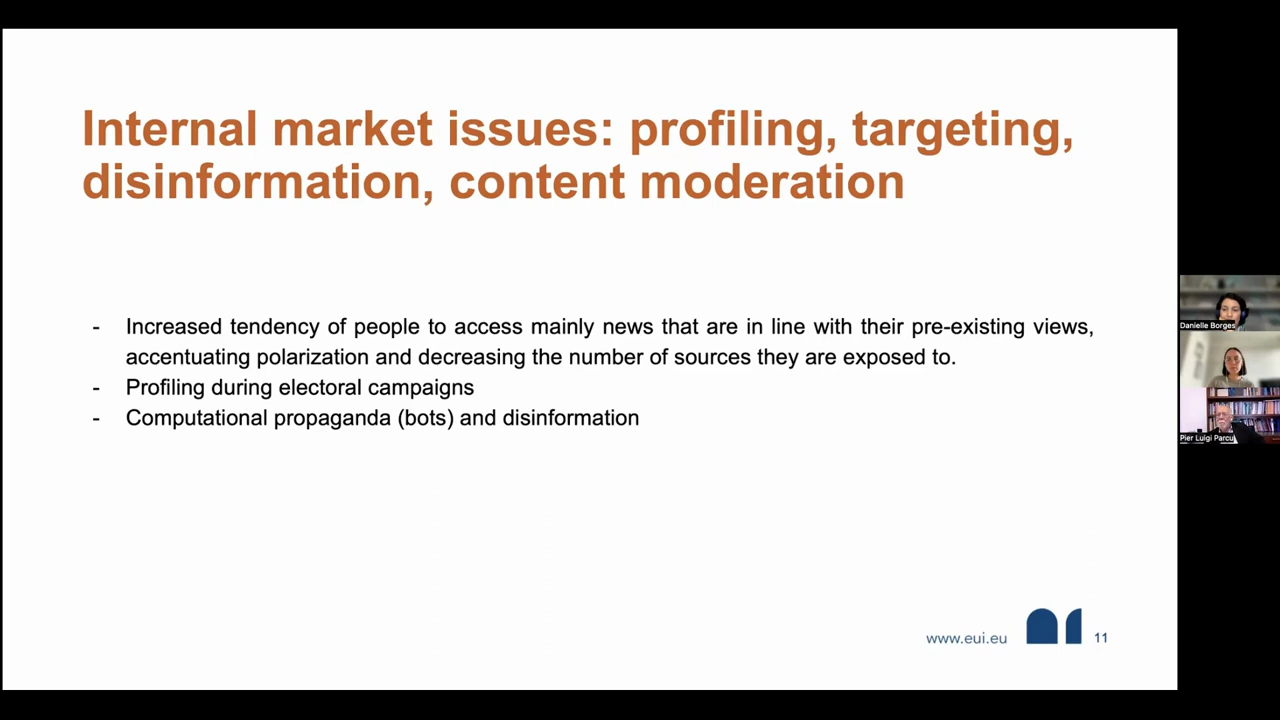 Internal market issues: profiling, targeting,
disinformation, content moderation
- Increased tendency of people to access mainly news that are in line with their pre-existing views,
accentuating polarization and decreasing the number of sources they are exposed to.
- Profiling during electoral campaigns
- Computational propaganda (bots) and disinformation
www.eui.eu
11
Danielle Borges
Pier Luigi Parcu